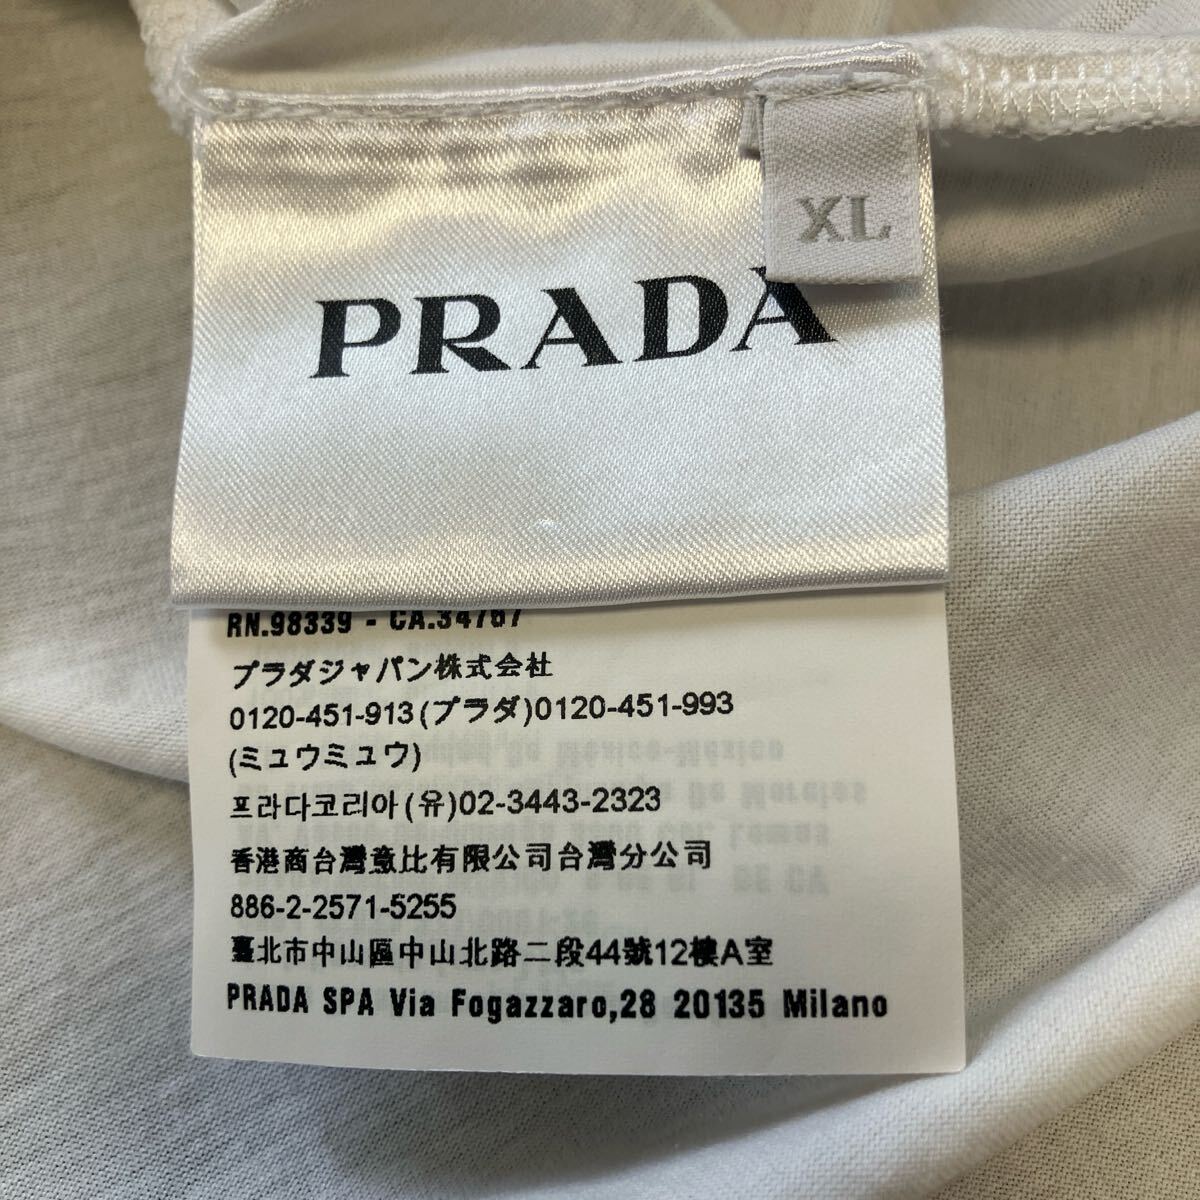 XL
PRADA
RN.98339 - CA.34767
プラダジャパン株式会社
0120-451-913(プラダ)0120-451-993
(ミュウミュウ)
프라다코리아(유)02-3443-2323
香港商台灣意比有限公司台灣分公司
886-2-2571-5255
臺北市中山區中山北路二段44號12樓A室
PRADA SPA Via Fogazzaro,28 20135 Milano